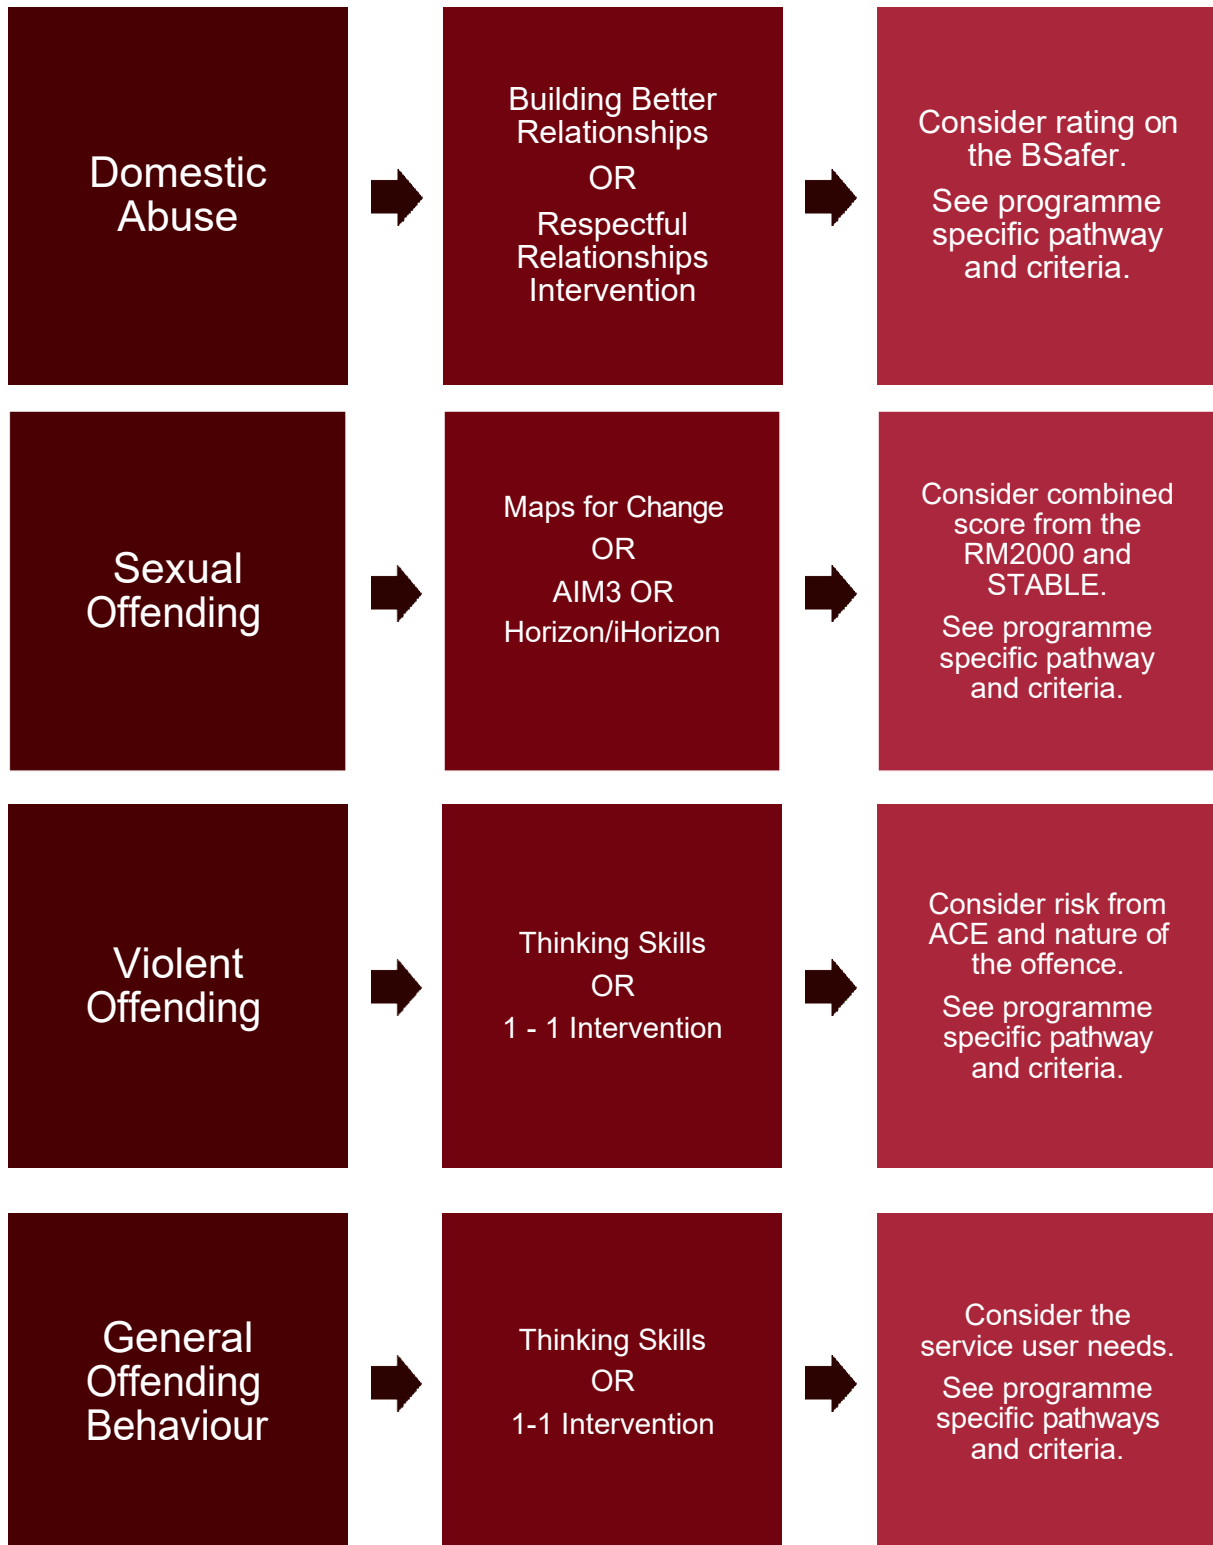 Domestic
Abuse
Building Better
Relationships
OR
Respectful
Relationships
Intervention
Consider rating on
the BSafer.
See programme
specific pathway
and criteria.
Sexual
Offending
Maps for Change
OR
AIM3 OR
Horizon/iHorizon
Consider combined
score from the
RM2000 and
STABLE.
See programme
specific pathway
and criteria.
Violent
Offending
Thinking Skills
OR
1 - 1 Intervention
Consider risk from
ACE and nature of
the offence.
See programme
specific pathway
and criteria.
General
Offending
Behaviour
Thinking Skills
OR
1-1 Intervention
Consider the
service user needs.
See programme
specific pathways
and criteria.